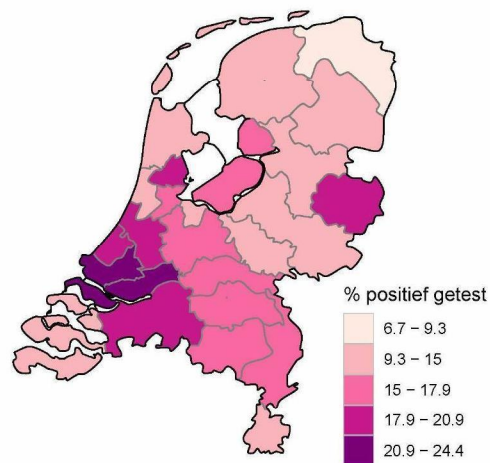 % positief getest
6.7 – 9.3
9.3 – 15
15 – 17.9
17.9 – 20.9
20.9 – 24.4